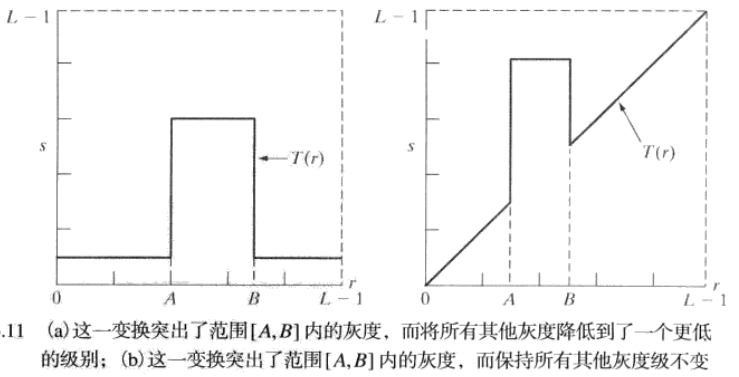 L-1
s
T(r)
0
A
B
L-1
r
L-1
s
T(r)
0
A
B
L-1
r
.11 (a)这一变换突出了范围[A,B]内的灰度，而将所有其他灰度降低到了一个更低
的级别；(b)这一变换突出了范围[A,B]内的灰度，而保持所有其他灰度级不变